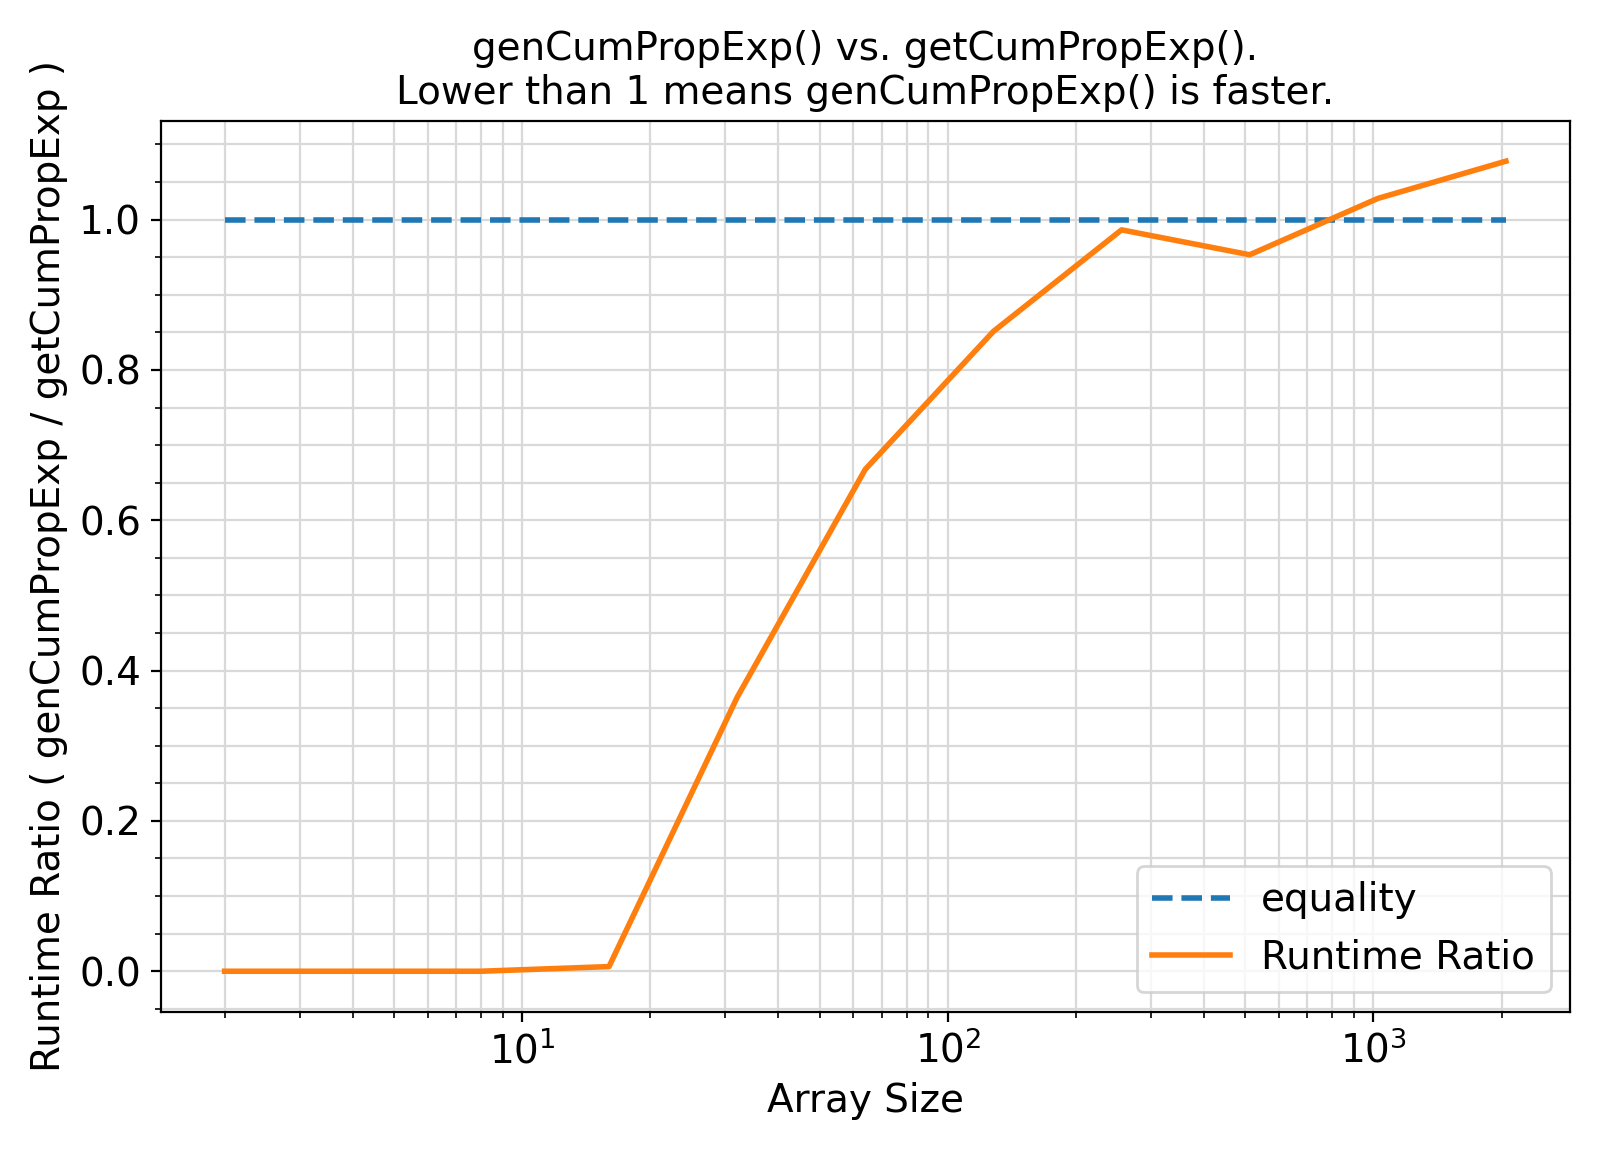 genCumPropExp() vs. getCumPropExp().
Lower than 1 means genCumPropExp() is faster.
Runtime Ratio ( genCumPropExp / getCumPropExp )
1.0
0.8
0.6
0.4
0.2
0.0
equality
Runtime Ratio
10¹
10²
10³
Array Size